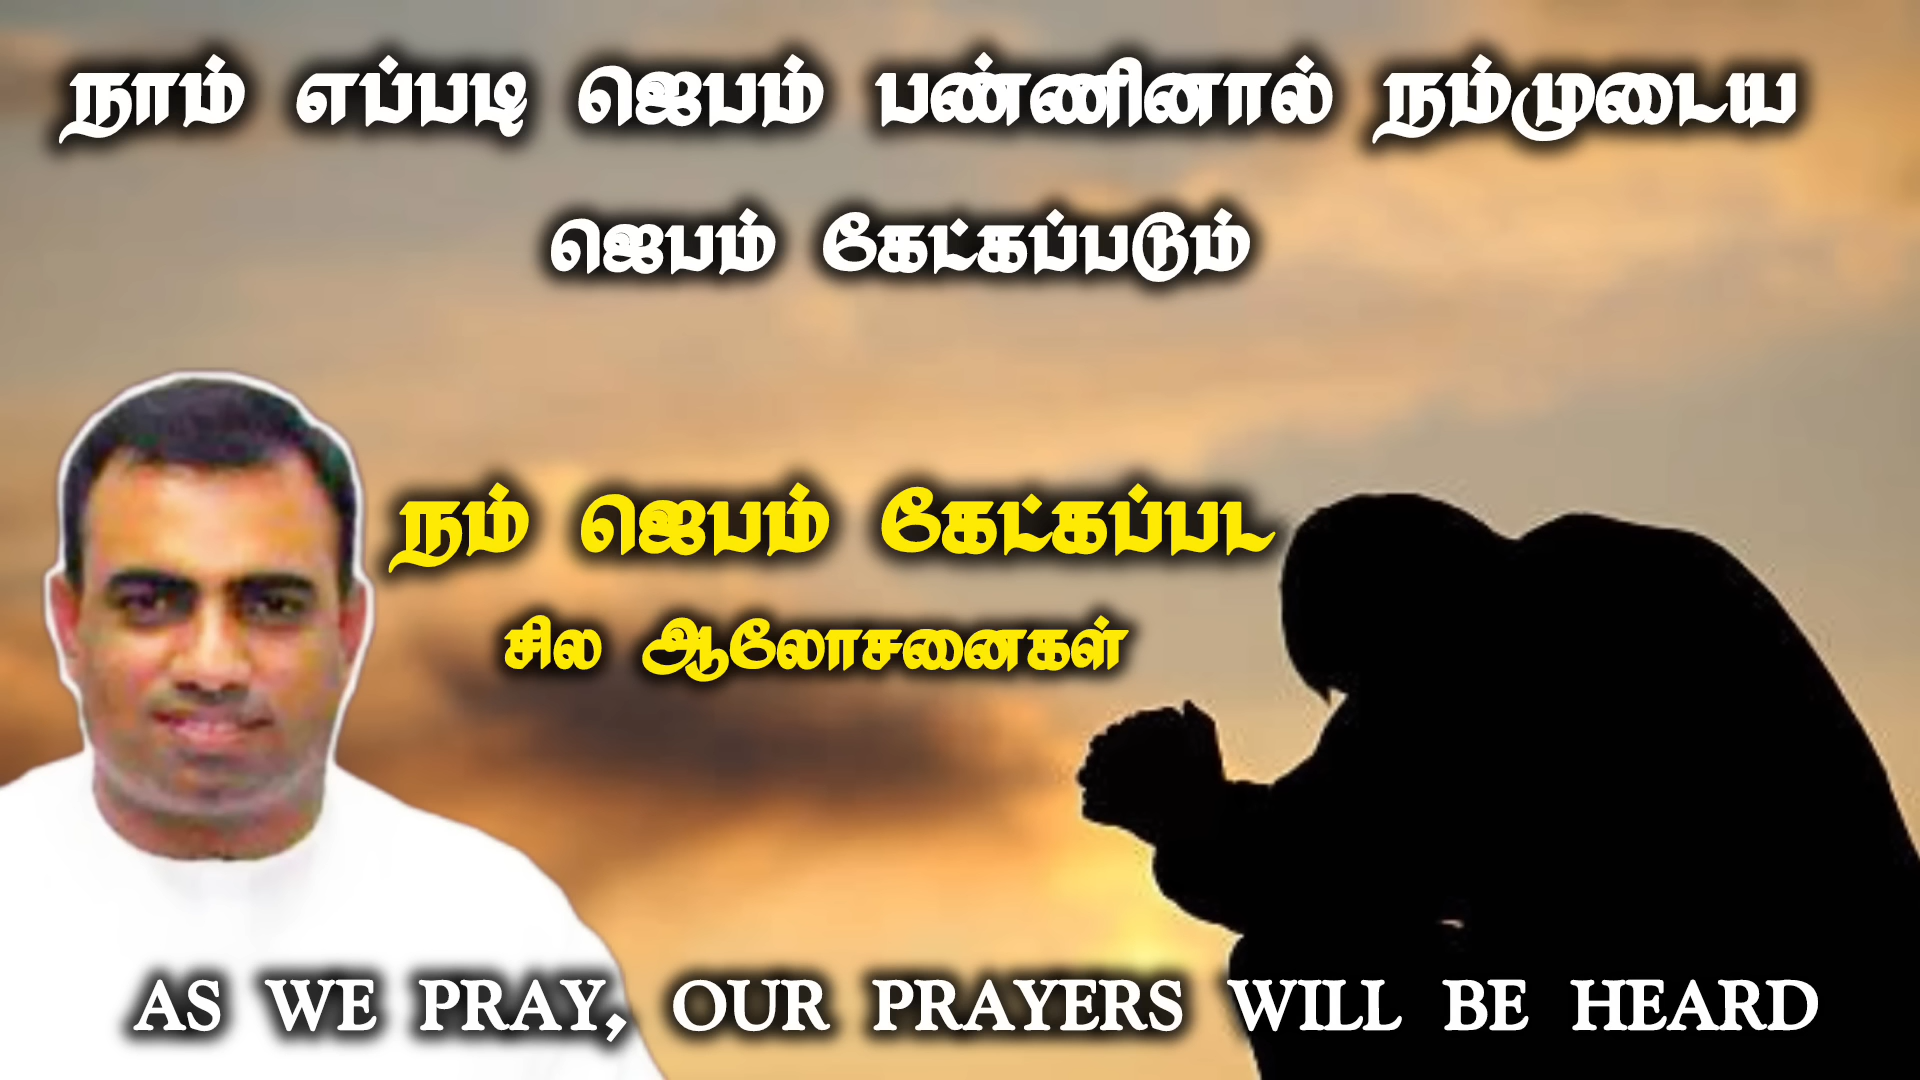 நாம் எப்படி ஜெபம் பண்ணினால் நம்முடைய
ஜெபம் கேட்கப்படும்
நம் ஜெபம் கேட்கப்பட
சில ஆலோசனைகள்
AS WE PRAY, OUR PRAYERS WILL BE HEARD